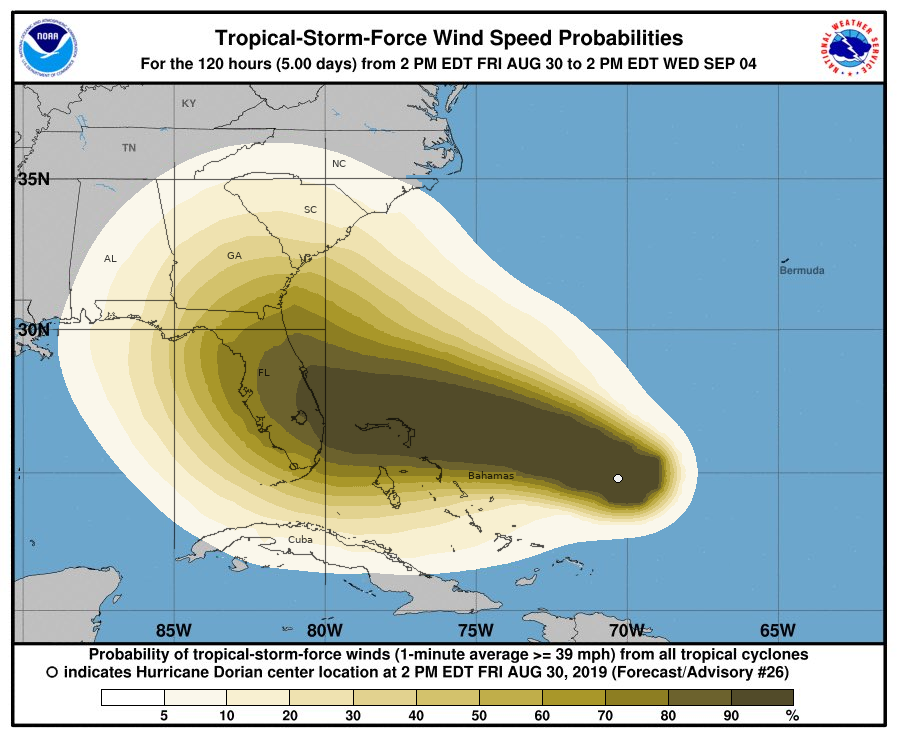 Tropical-Storm-Force Wind Speed Probabilities
For the 120 hours (5.00 days) from 2 PM EDT FRI AUG 30 to 2 PM EDT WED SEP 04
NOAA
NATIONAL WEATHER SERVICE
KY
TN
NC
35N
SC
AL
GA
Bermuda
30N
FL
Bahamas
Cuba
85W
80W
75W
70W
65W
Probability of tropical-storm-force winds (1-minute average >= 39 mph) from all tropical cyclones
indicates Hurricane Dorian center location at 2 PM EDT FRI AUG 30, 2019 (Forecast/Advisory #26)
5 10 20 30 40 50 60 70 80 90 %